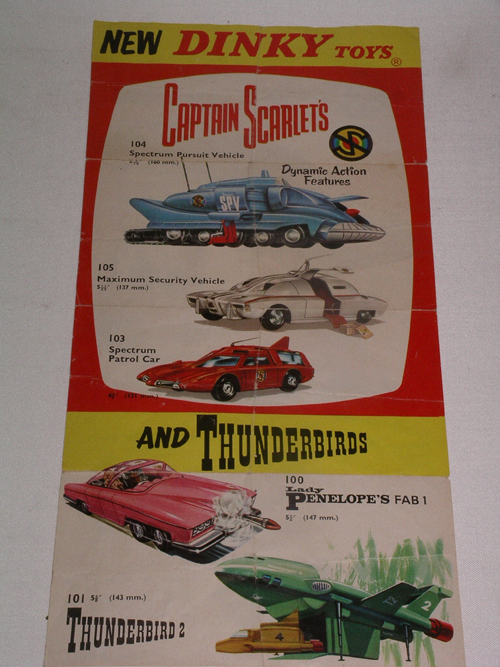 NEW DINKY TOYS ®
CAPTAIN SCARLET'S
104
Spectrum Pursuit Vehicle
(160 mm.)
S
Dynamic Action
Features
SPV
105
Maximum Security Vehicle
(137 mm.)
103
Spectrum
Patrol Car
AND THUNDERBIRDS
100
Lady
PENELOPE'S FAB 1
(147 mm.)
101 (143 mm.)
THUNDERBIRD 2
2
4